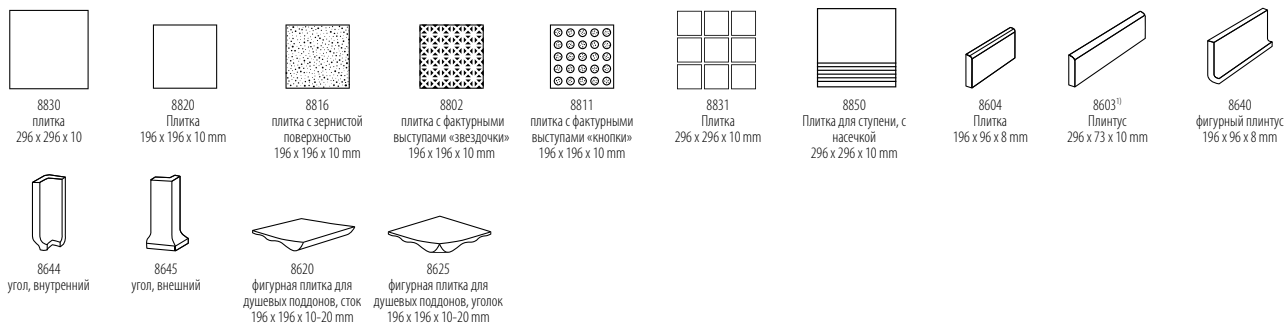 8830
плитка
296 x 296 x 10
8820
Плитка
196 x 196 x 10 mm
8816
плитка с зернистой
поверхностью
196 x 196 x 10 mm
8802
плитка с фактурными
выступами «звездочки»
196 x 196 x 10 mm
8811
плитка с фактурными
выступами «кнопки»
196 x 196 x 10 mm
8831
Плитка
296 x 296 x 10 mm
8850
Плитка для ступени, с
насечкой
296 x 296 x 10 mm
8604
Плитка
196 x 96 x 8 mm
8603¹⁾
Плинтус
296 x 73 x 10 mm
8640
фигурный плинтус
196 x 96 x 8 mm
8644
угол, внутренний
8645
угол, внешний
8620
фигурная плитка для
душевых поддонов, сток
196 x 196 x 10-20 mm
8625
фигурная плитка для
душевых поддонов, уголок
196 x 196 x 10-20 mm